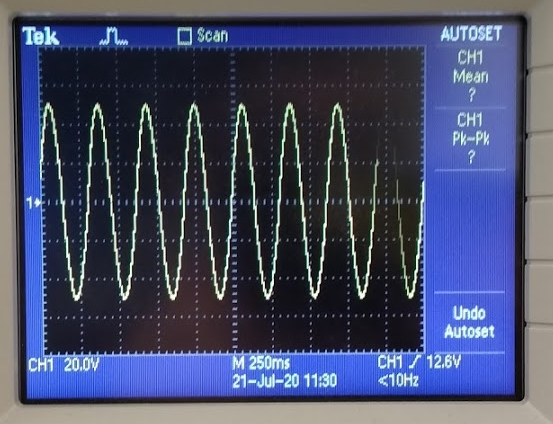 Tek Scan AUTOSET
CH1
Mean
?
CH1
Pk-Pk
?
1
Undo
Autoset
CH1 20.0V M 250ms CH1 12.6V
21-Jul-20 11:30 <10Hz